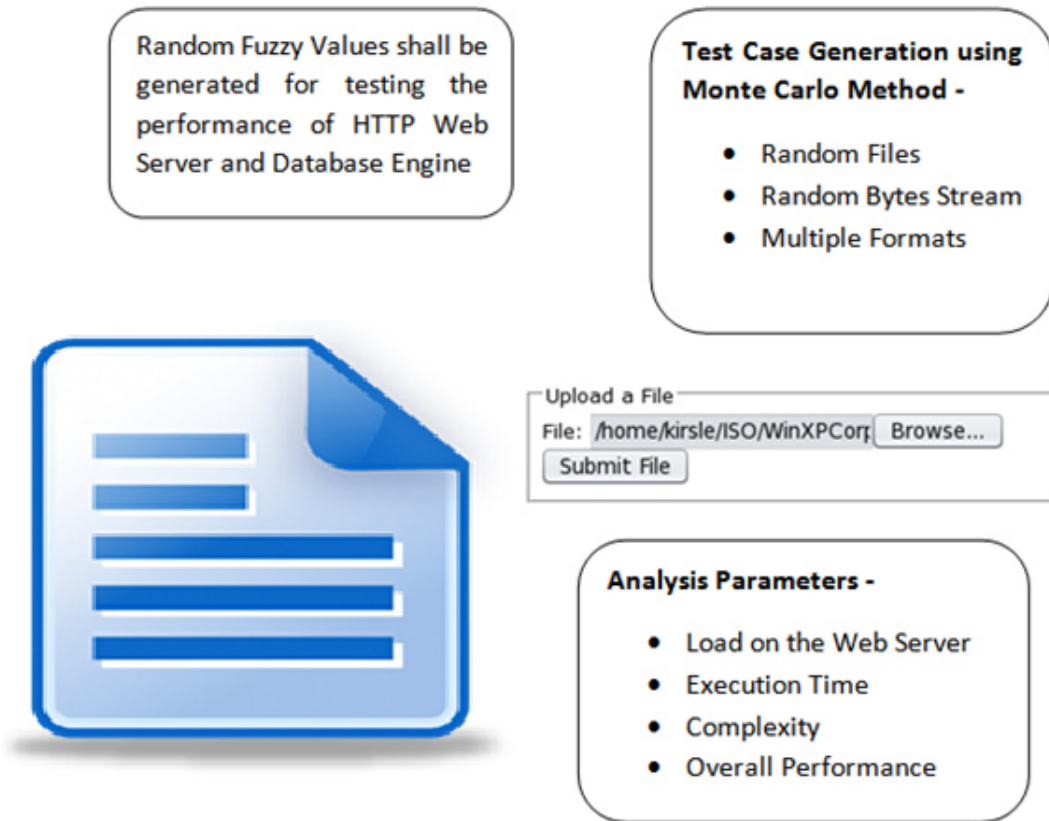 Random Fuzzy Values shall be
generated for testing the
performance of HTTP Web
Server and Database Engine
Test Case Generation using
Monte Carlo Method -
• Random Files
• Random Bytes Stream
• Multiple Formats
Upload a File
File: /home/kirsle/ISO/WinXPCorp Browse...
Submit File
Analysis Parameters -
• Load on the Web Server
• Execution Time
• Complexity
• Overall Performance